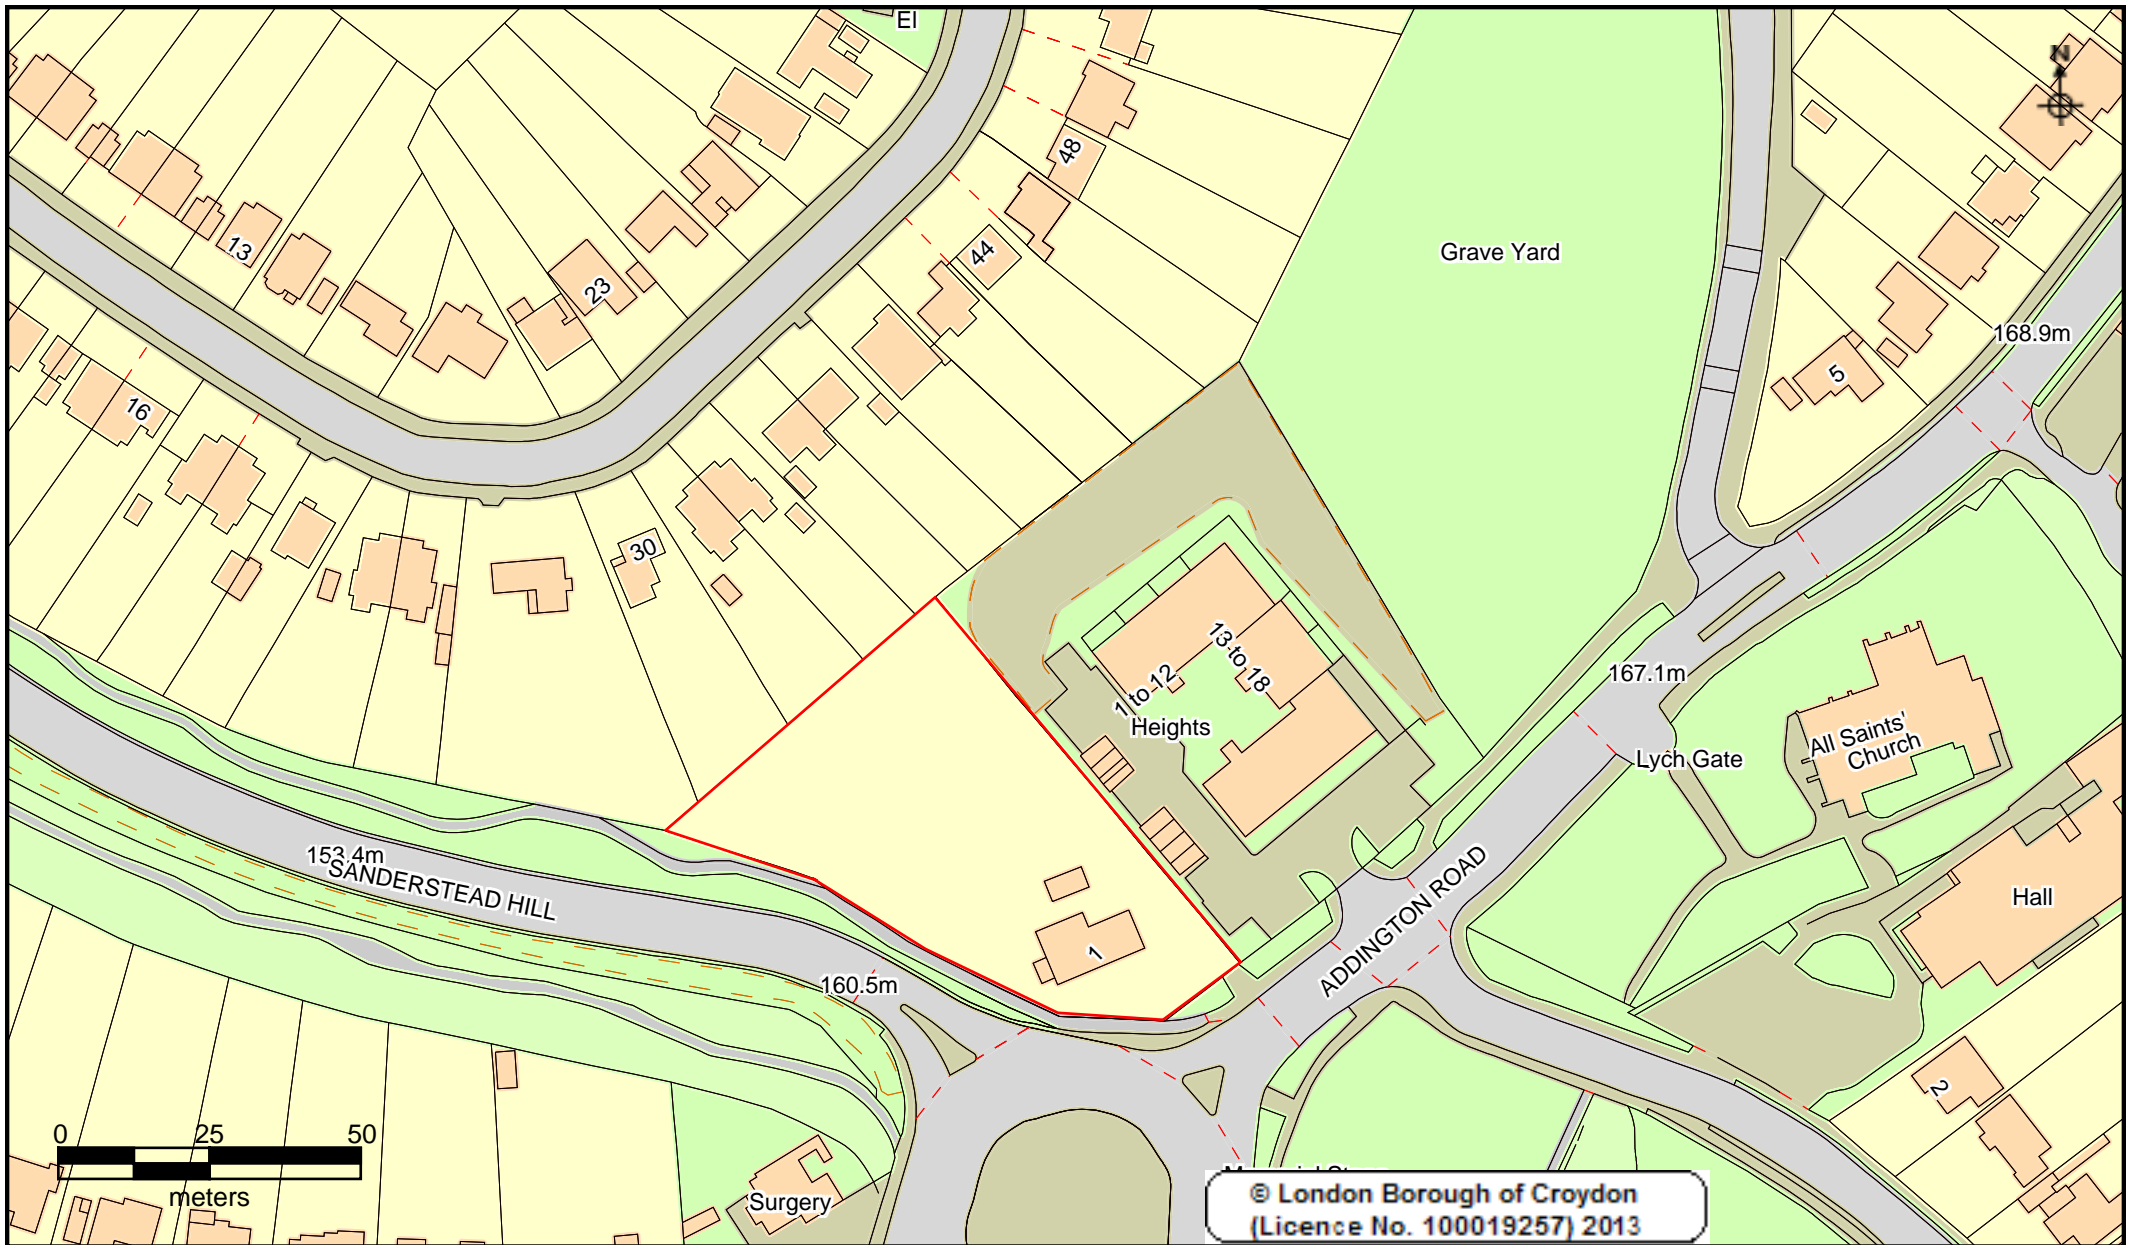 El
N
48
13
44
23
Grave Yard
168.9m
5
16
30
13 to 18
1 to 12
Heights
167.1m
Lych Gate
All Saints'
Church
153.4m
SANDERSTEAD HILL
ADDINGTON ROAD
Hall
1
160.5m
2
0 25 50
meters
Surgery
© London Borough of Croydon
(Licence No. 100019257) 2013